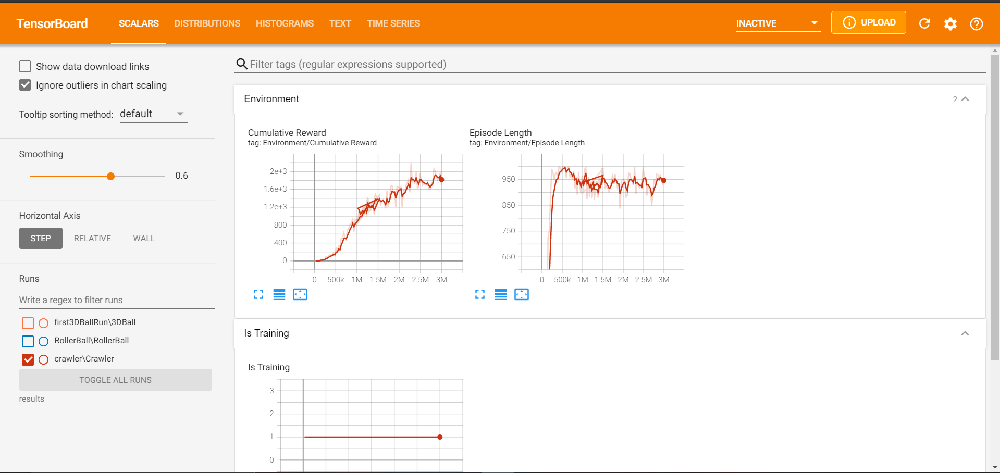 TensorBoard
SCALARS
DISTRIBUTIONS
HISTOGRAMS
TEXT
TIME SERIES
INACTIVE
UPLOAD
Show data download links
Ignore outliers in chart scaling
Tooltip sorting method: default
Smoothing
0.6
Horizontal Axis
STEP
RELATIVE
WALL
Runs
Write a regex to filter runs
first3DBallRun\3DBall
RollerBall\RollerBall
crawler\Crawler
TOGGLE ALL RUNS
results
Filter tags (regular expressions supported)
Environment
2
Cumulative Reward
tag: Environment/Cumulative Reward
2e+3
1.6e+3
1.2e+3
800
400
0
0 500k 1M 1.5M 2M 2.5M 3M
Episode Length
tag: Environment/Episode Length
950
850
750
650
0 500k 1M 1.5M 2M 2.5M 3M
Is Training
Is Training
3
2
1
0